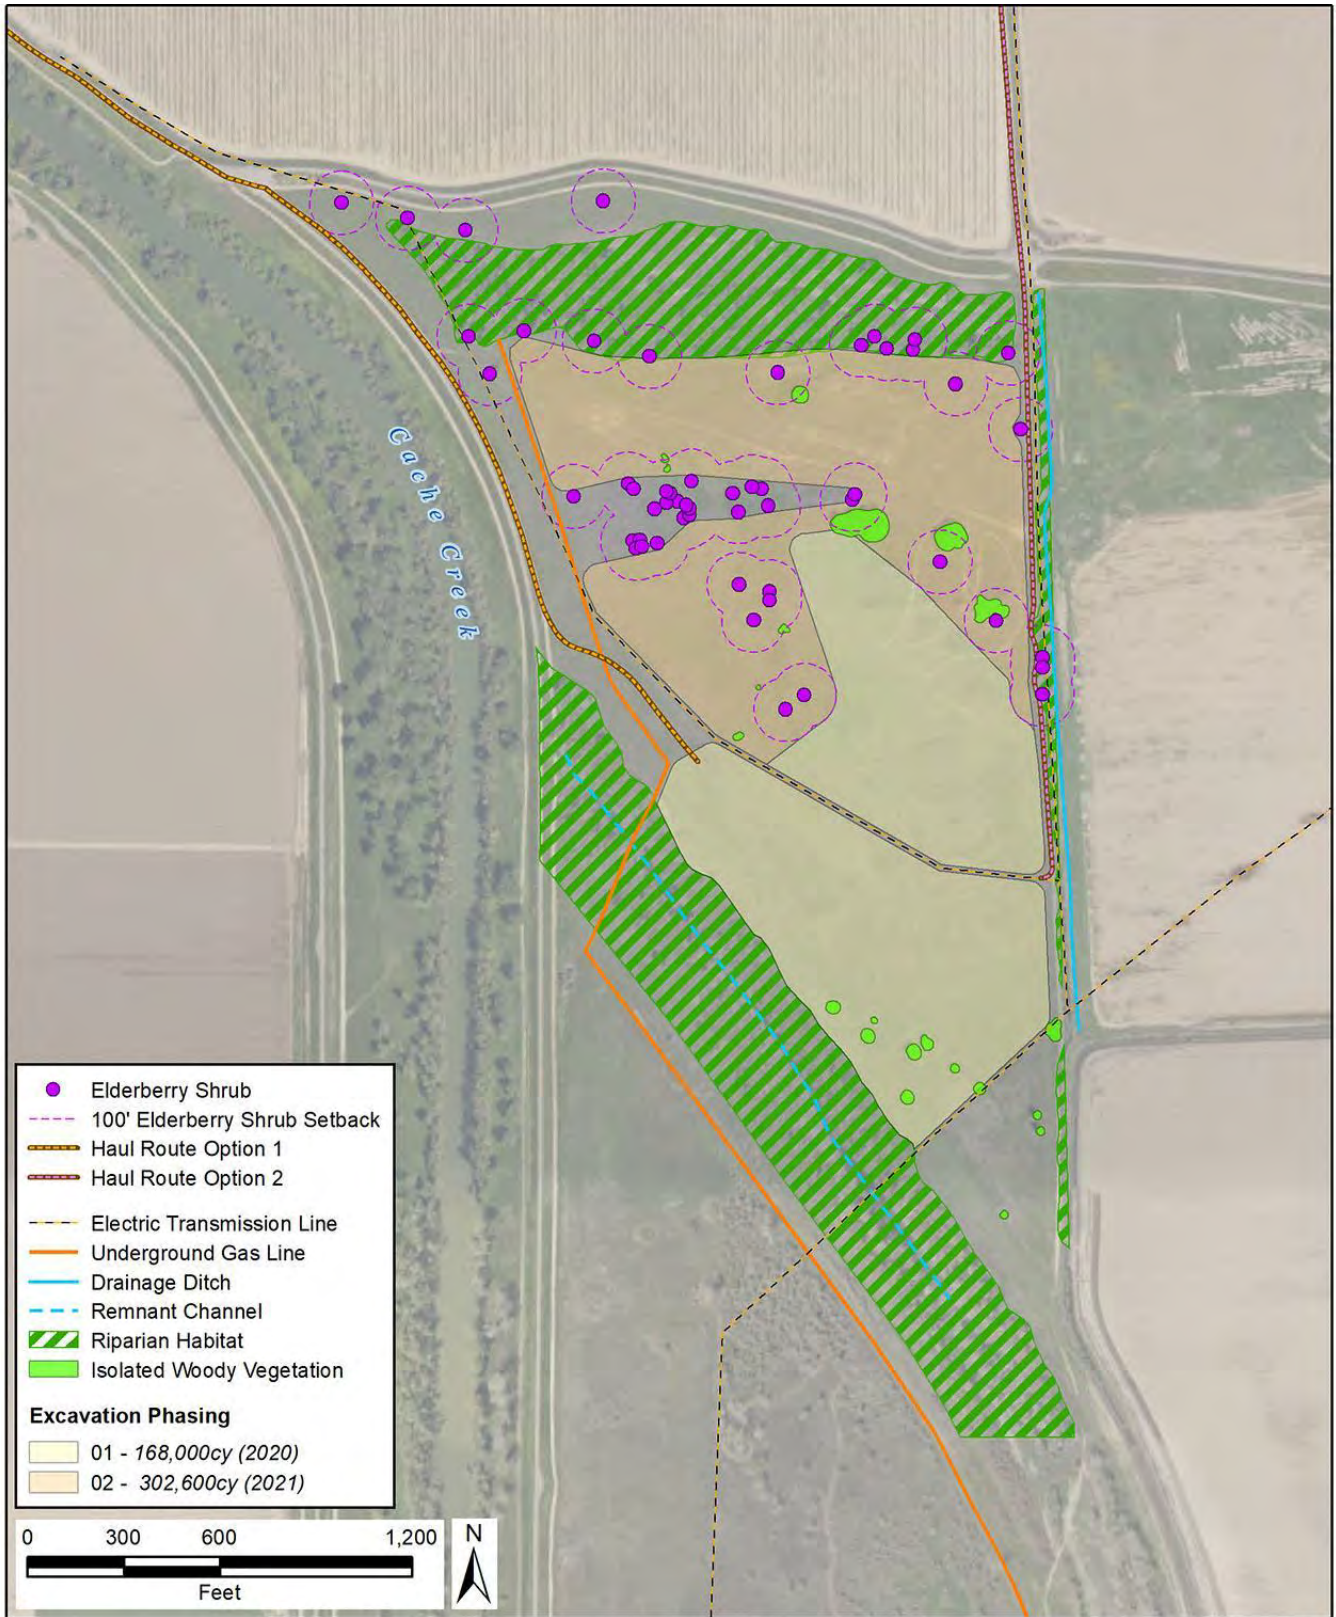 Cache Creek
Elderberry Shrub
100' Elderberry Shrub Setback
Haul Route Option 1
Haul Route Option 2
Electric Transmission Line
Underground Gas Line
Drainage Ditch
Remnant Channel
Riparian Habitat
Isolated Woody Vegetation
Excavation Phasing
01 - 168,000cy (2020)
02 - 302,600cy (2021)
0 300 600 1,200
Feet
N